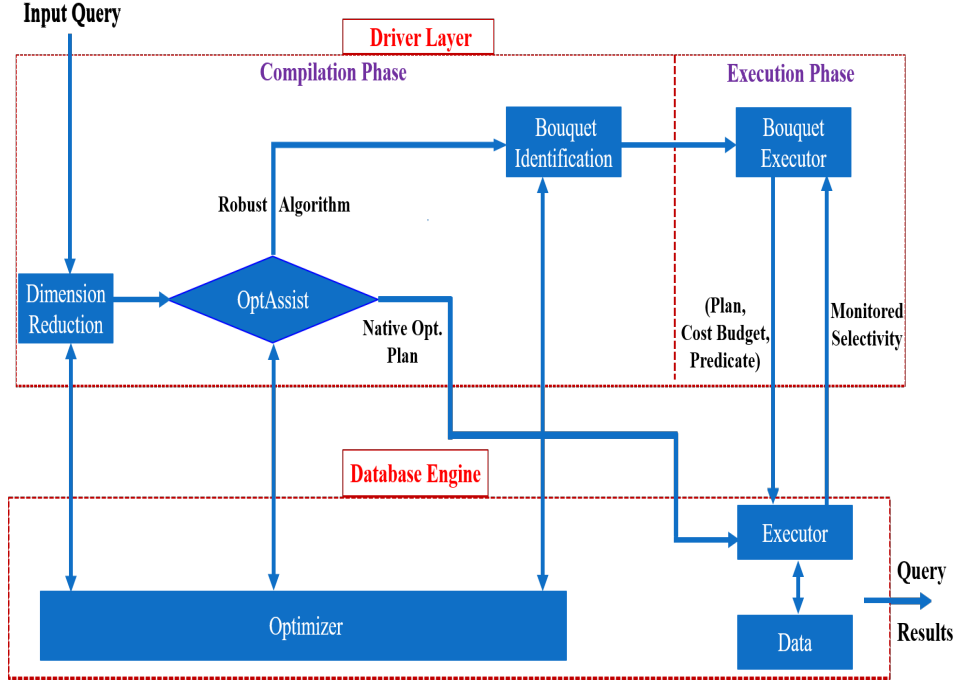 Input Query
Driver Layer
Compilation Phase
Execution Phase
Bouquet
Identification
Bouquet
Executor
Robust Algorithm
Dimension
Reduction
OptAssist
Native Opt.
Plan
(Plan,
Cost Budget,
Predicate)
Monitored
Selectivity
Database Engine
Executor
Optimizer
Data
Query
Results